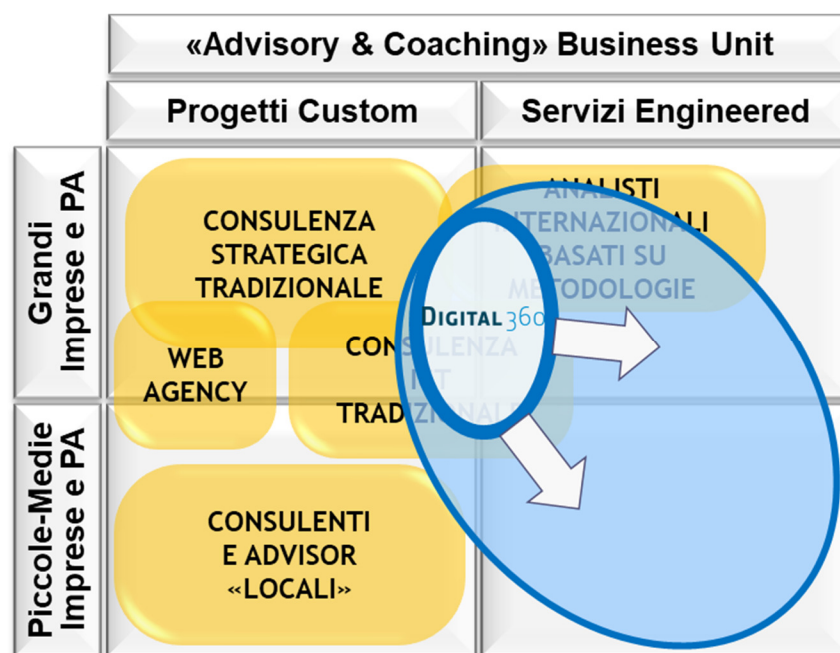 «Advisory & Coaching» Business Unit
Progetti Custom
Servizi Engineered
Grandi
Imprese e PA
CONSULENZA
STRATEGICA
TRADIZIONALE
ANALISTI
INTERNAZIONALI
BASATI SU
METODOLOGIE
DIGITAL360
WEB
AGENCY
CONSULENZA
TRADIZIONALE
Piccole-Medie
Imprese e PA
CONSULENTI
E ADVISOR
«LOCALI»